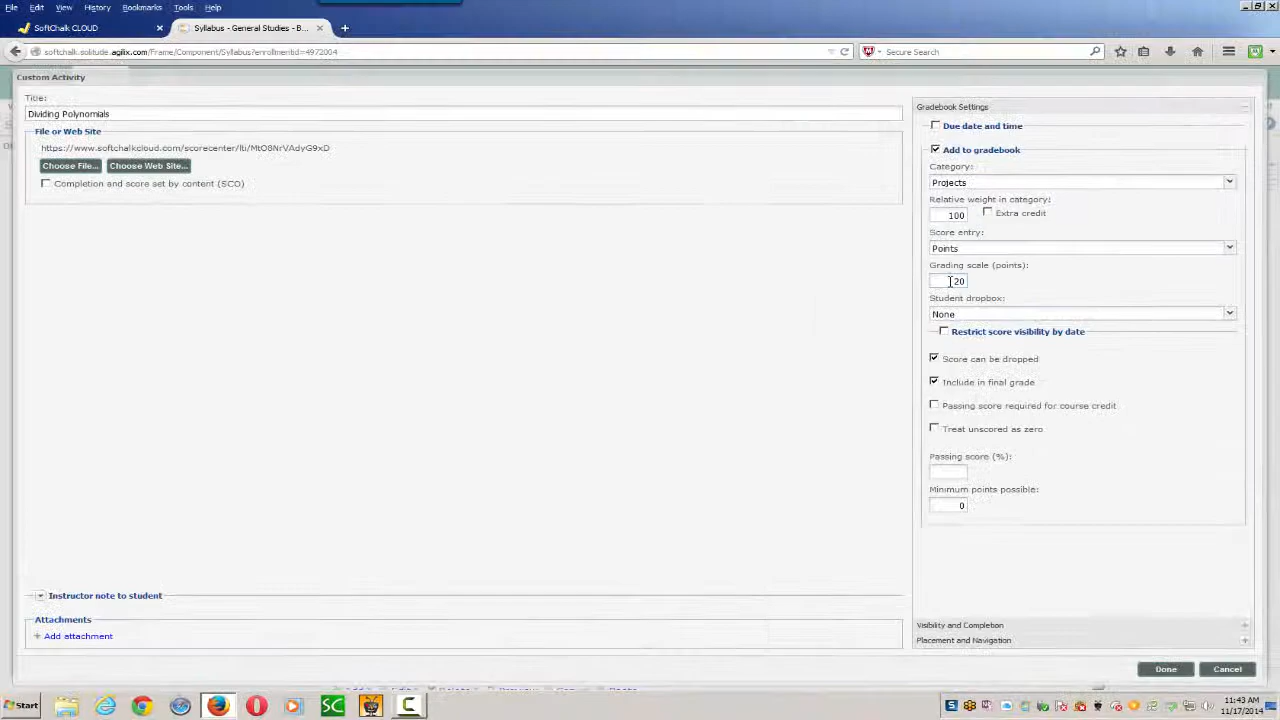 File Edit View History Bookmarks Tools Help
SoftChalk CLOUD
Syllabus - General Studies - B...
softchalk.solitude.agilix.com/Frame/Component/Syllabus?enrollmentid=4972004
Secure Search
Custom Activity
Title:
Dividing Polynomials
File or Web Site
https://www.softchalkcloud.com/scorecenter/lti/MtO8NrVAdyG9xD
Choose File... Choose Web Site...
Completion and score set by content (SCO)
Instructor note to student
Attachments
Add attachment
Gradebook Settings
Due date and time
Add to gradebook
Category:
Projects
Relative weight in category:
100 Extra credit
Score entry:
Points
Grading scale (points):
20
Student dropbox:
None
Restrict score visibility by date
Score can be dropped
Include in final grade
Passing score required for course credit
Treat unscored as zero
Passing score (%):
Minimum points possible:
0
Visibility and Completion
Placement and Navigation
Done Cancel
Start
SC
11:43 AM
11/17/2014